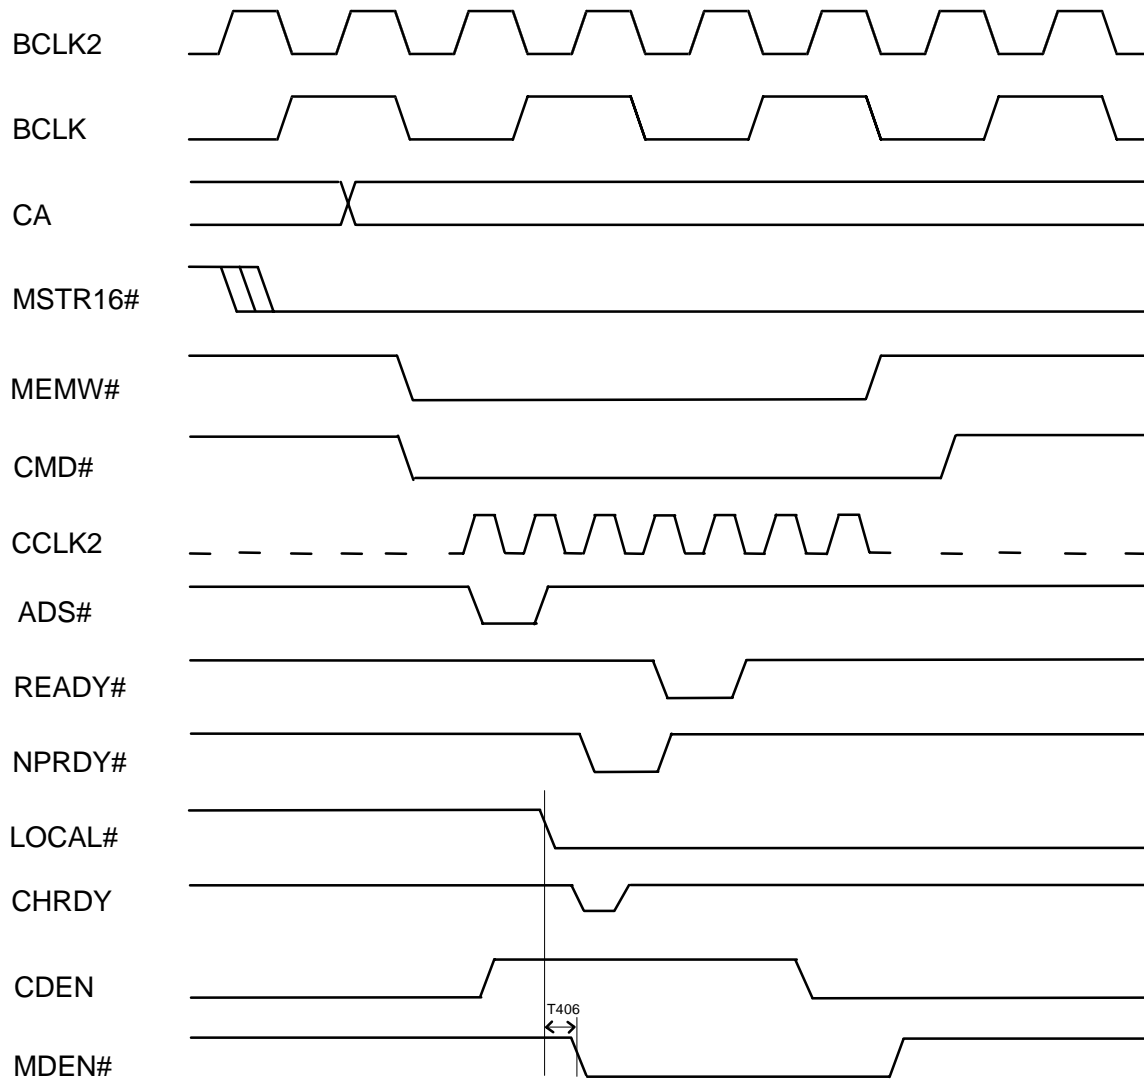 BCLK2
BCLK
CA
MSTR16#
MEMW#
CMD#
CCLK2
ADS#
READY#
NPRDY#
LOCAL#
CHRDY
CDEN
T406
MDEN#